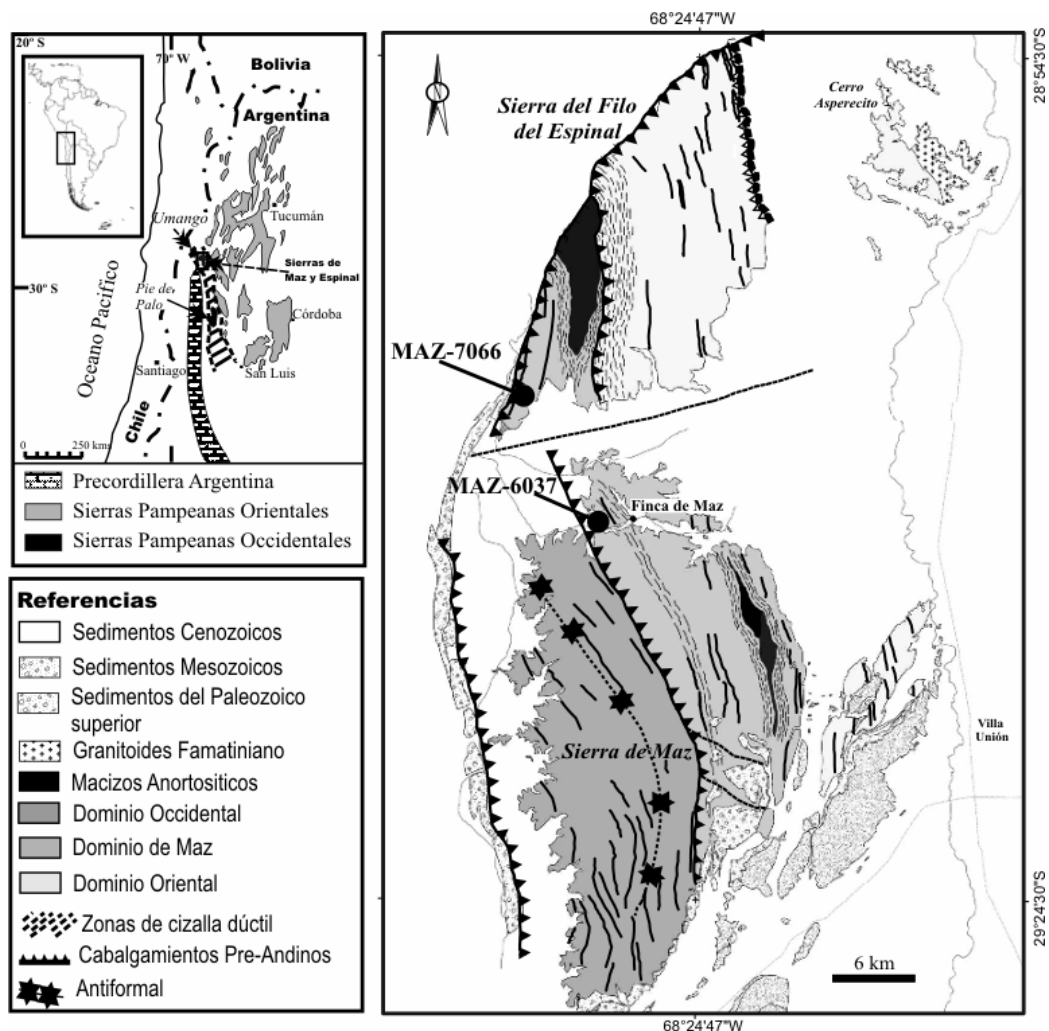 20° S
70° W
Bolivia
Argentina
Umango
Tucumán
Sierras de
Maz y Espinal
30° S
Pie de
Palo
Córdoba
Oceano Pacifico
Santiago
San Luis
Chile
0
250 kms
Precordillera Argentina
Sierras Pampeanas Orientales
Sierras Pampeanas Occidentales
Referencias
Sedimentos Cenozoicos
Sedimentos Mesozoicos
Sedimentos del Paleozoico
superior
Granitoides Famatiniano
Macizos Anortositicos
Dominio Occidental
Dominio de Maz
Dominio Oriental
Zonas de cizalla dúctil
Cabalgamientos Pre-Andinos
Antiformal
68°24'47"W
28°54'30"S
Sierra del Filo
del Espinal
Cerro
Asperecito
MAZ-7066
MAZ-6037
Finca de Maz
Sierra de Maz
Villa
Unión
29°24'30"S
6 km
68°24'47"W